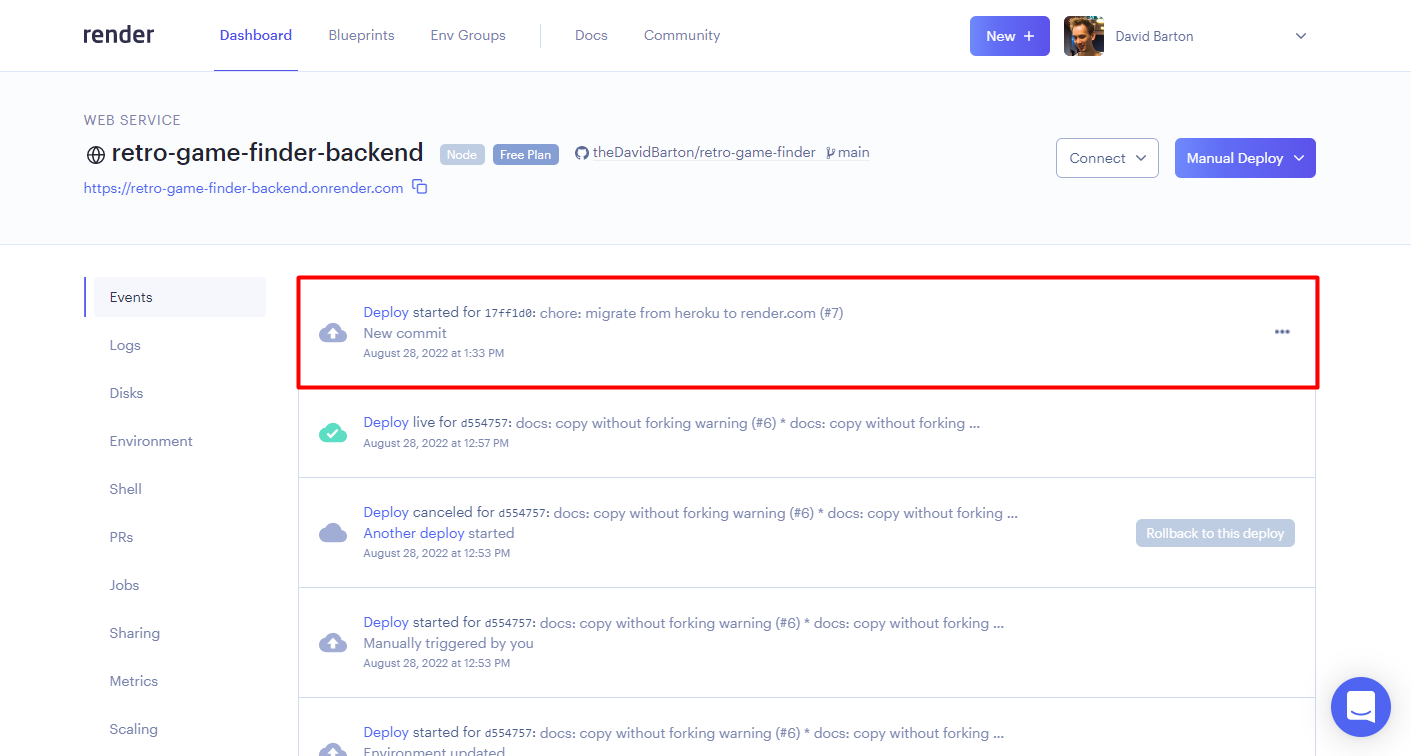 render
Dashboard
Blueprints
Env Groups
Docs
Community
New +
David Barton
WEB SERVICE
retro-game-finder-backend
Node
Free Plan
theDavidBarton/retro-game-finder
main
Connect
Manual Deploy
https://retro-game-finder-backend.onrender.com
Events
Logs
Disks
Environment
Shell
PRs
Jobs
Sharing
Metrics
Scaling
Deploy started for 17ff1d0: chore: migrate from heroku to render.com (#7)
New commit
August 28, 2022 at 1:33 PM
Deploy live for d554757: docs: copy without forking warning (#6) * docs: copy without forking ...
August 28, 2022 at 12:57 PM
Deploy canceled for d554757: docs: copy without forking warning (#6) * docs: copy without forking ...
Another deploy started
August 28, 2022 at 12:53 PM
Rollback to this deploy
Deploy started for d554757: docs: copy without forking warning (#6) * docs: copy without forking ...
Manually triggered by you
August 28, 2022 at 12:53 PM
Deploy started for d554757: docs: copy without forking warning (#6) * docs: copy without forking ...
Environment updated